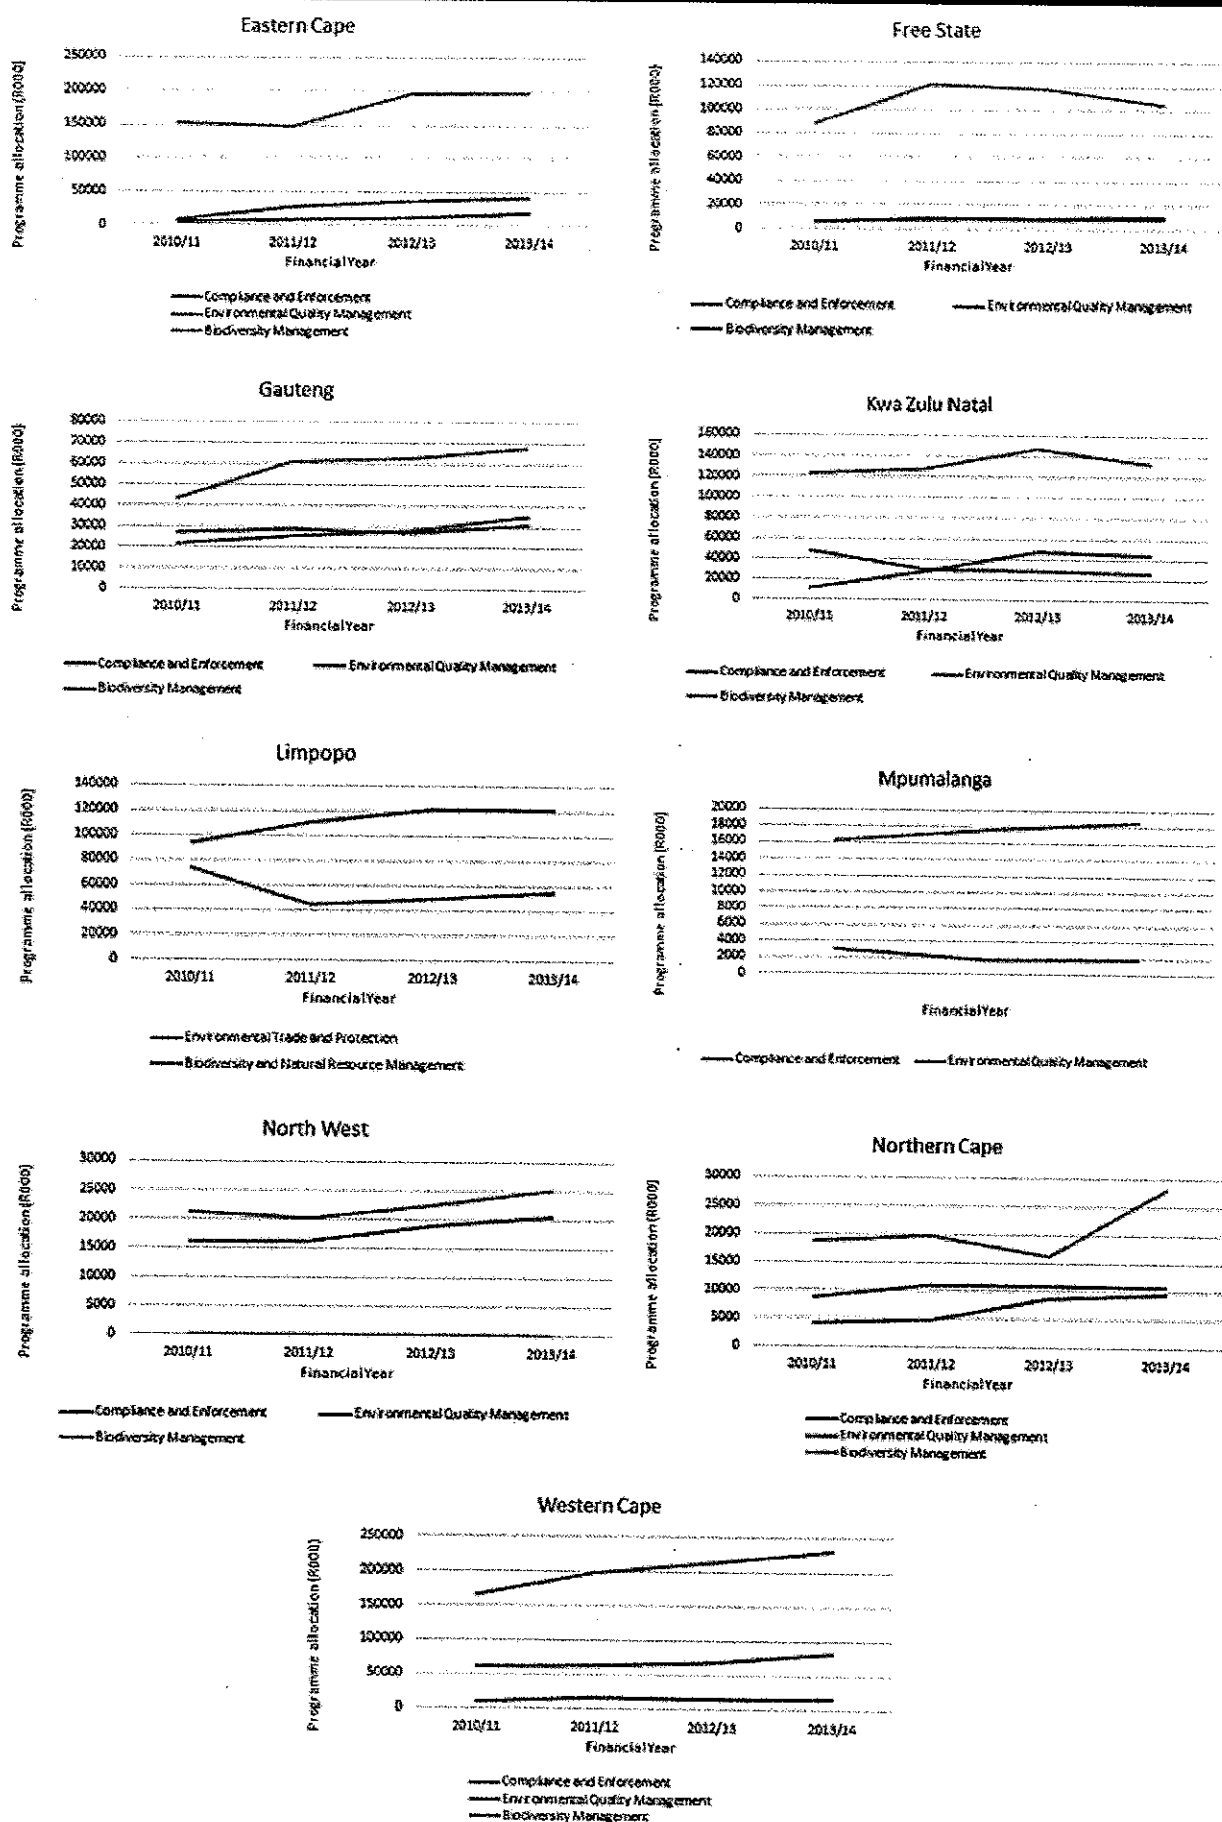 Eastern Cape
Programme allocation (R000)
250000
200000
150000
100000
50000
0
2010/11 2011/12 2012/13 2013/14
Financial Year
Compliance and Enforcement
Environmental Quality Management
Biodiversity Management
Free State
Programme allocation (R000)
140000
120000
100000
80000
60000
40000
20000
0
2010/11 2011/12 2012/13 2013/14
Financial Year
Compliance and Enforcement Environmental Quality Management
Biodiversity Management
Gauteng
Programme allocation (R000)
80000
70000
60000
50000
40000
30000
20000
10000
0
2010/11 2011/12 2012/13 2013/14
Financial Year
Compliance and Enforcement Environmental Quality Management
Biodiversity Management
Kwa Zulu Natal
Programme allocation (R000)
160000
140000
120000
100000
80000
60000
40000
20000
0
2010/11 2011/12 2012/13 2013/14
Financial Year
Compliance and Enforcement Environmental Quality Management
Biodiversity Management
Limpopo
Programme allocation (R000)
140000
120000
100000
80000
60000
40000
20000
0
2010/11 2011/12 2012/13 2013/14
Financial Year
Environmental Trade and Protection
Biodiversity and Natural Resource Management
Mpumalanga
Programme allocation (R000)
20000
18000
16000
14000
12000
10000
8000
6000
4000
2000
0
Financial Year
Compliance and Enforcement Environmental Quality Management
North West
Programme allocation (R000)
30000
25000
20000
15000
10000
5000
0
2010/11 2011/12 2012/13 2013/14
Financial Year
Compliance and Enforcement Environmental Quality Management
Biodiversity Management
Northern Cape
Programme allocation (R000)
30000
25000
20000
15000
10000
5000
0
2010/11 2011/12 2012/13 2013/14
Financial Year
Compliance and Enforcement
Environmental Quality Management
Biodiversity Management
Western Cape
Programme allocation (R000)
250000
200000
150000
100000
50000
0
2010/11 2011/12 2012/13 2013/14
Financial Year
Compliance and Enforcement
Environmental Quality Management
Biodiversity Management